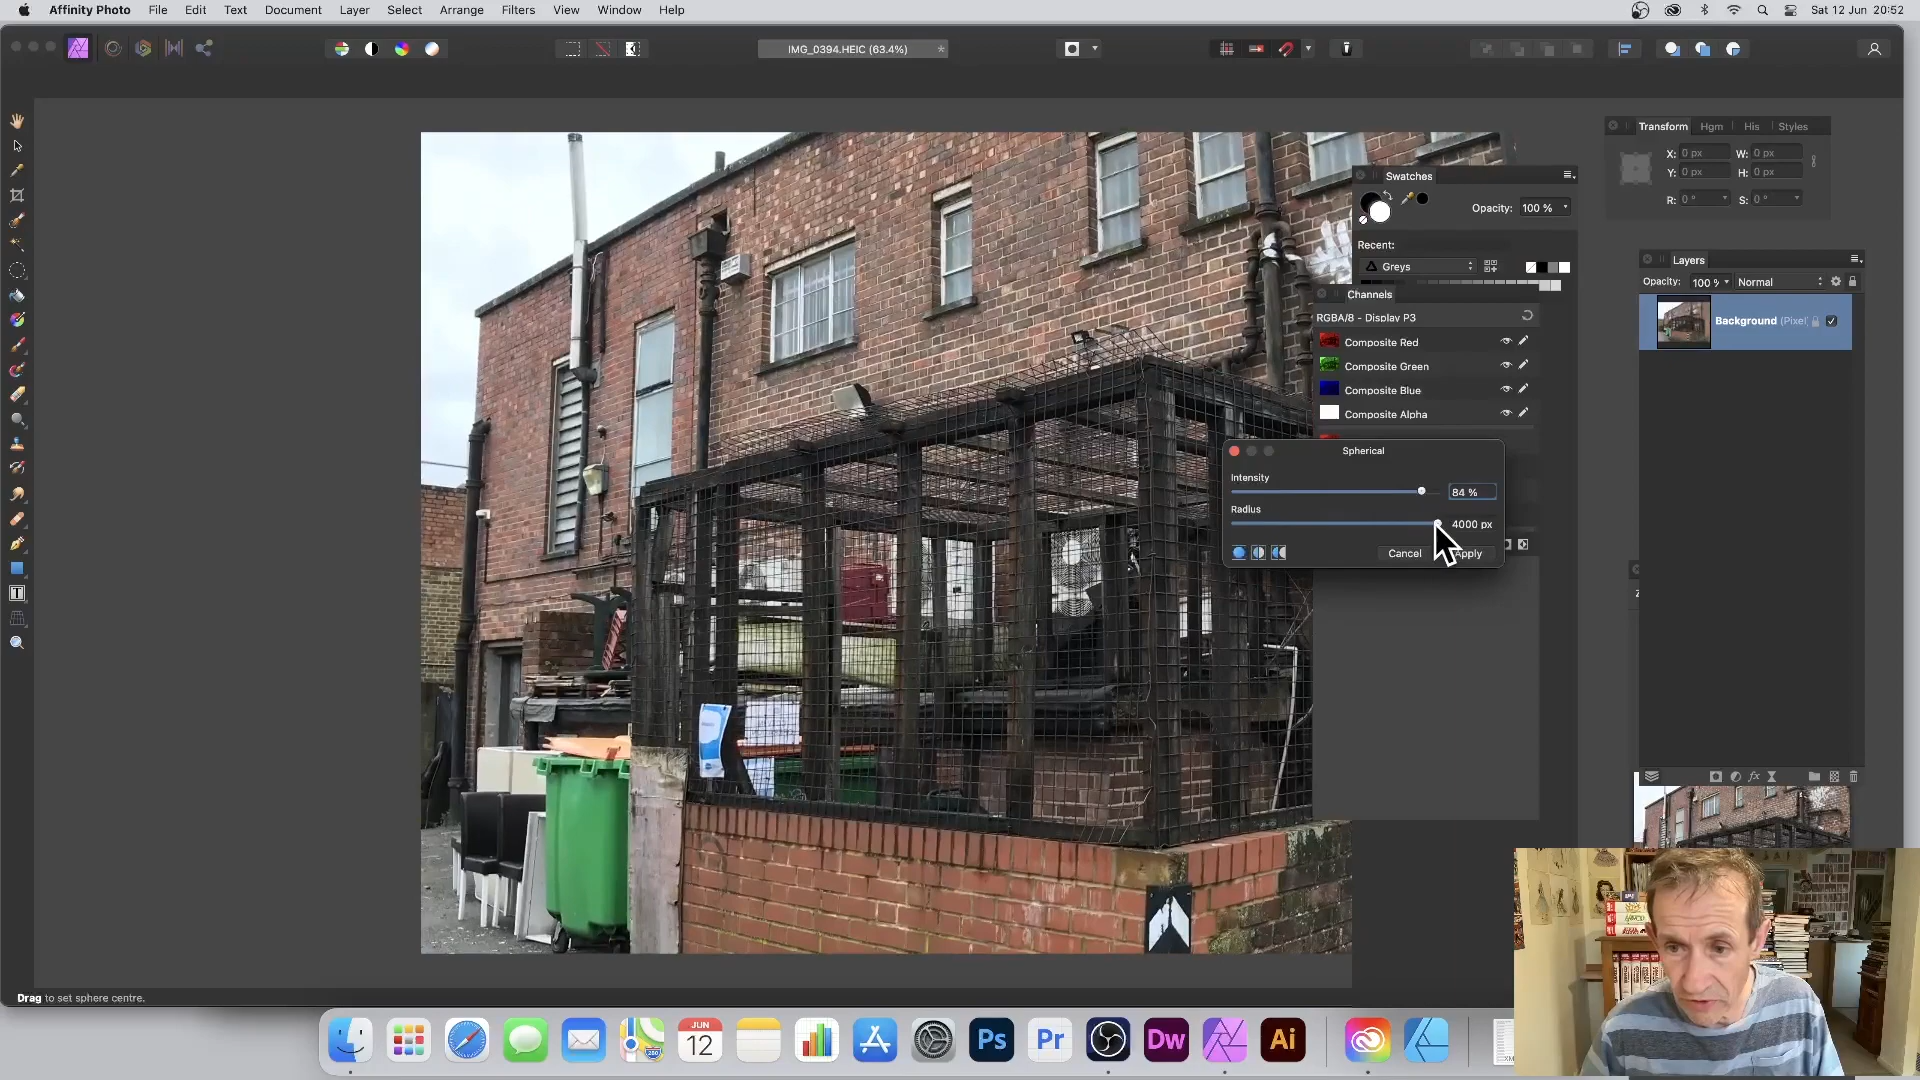 Affinity Photo File Edit Text Document Layer Select Arrange Filters View Window Help Sat 12 Jun 20:52
IMG_0394.HEIC (63.4%) *
Transform Hgm His Styles
X: 0 px W: 0 px
Y: 0 px H: 0 px
R: 0 ° S: 0 °
Swatches
Opacity: 100 %
Recent:
Greys
Channels
RGBA/8 - Display P3
Composite Red
Composite Green
Composite Blue
Composite Alpha
Layers
Opacity: 100 % Normal
Background (Pixel)
Spherical
Intensity
84 %
Radius
4000 px
Cancel Apply
Drag to set sphere centre.
JUN
12
280
Ps Pr Dw Ai